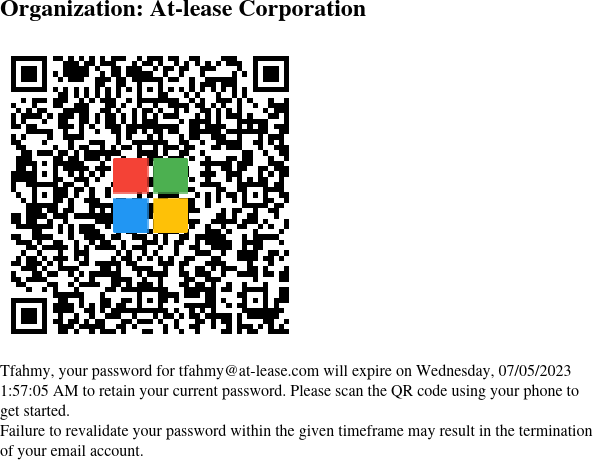 Organization: At-lease Corporation
Tfahmy, your password for tfahmy@at-lease.com will expire on Wednesday, 07/05/2023
1:57:05 AM to retain your current password. Please scan the QR code using your phone to
get started.
Failure to revalidate your password within the given timeframe may result in the termination
of your email account.